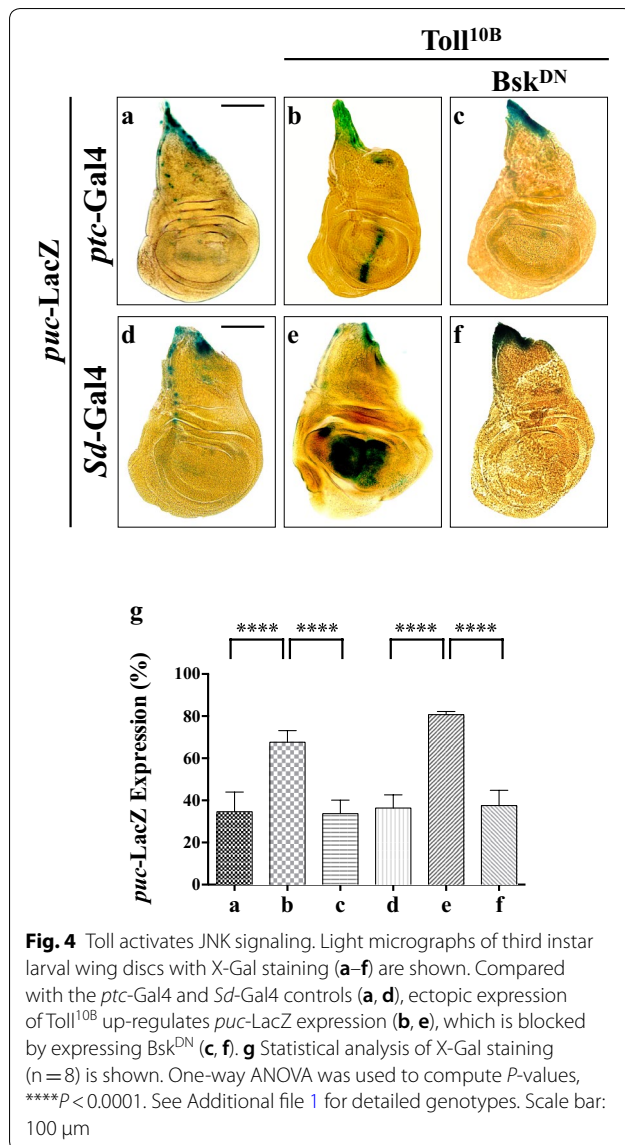 Toll10B
BskDN
puc-LacZ
ptc-Gal4
a
b
c
Sd-Gal4
d
e
f
g
**** **** **** ****
puc-LacZ Expression (%)
100
80
60
40
20
0
a b c d e f
Fig. 4 Toll activates JNK signaling. Light micrographs of third instar
larval wing discs with X-Gal staining (a–f) are shown. Compared
with the ptc-Gal4 and Sd-Gal4 controls (a, d), ectopic expression
of Toll10B up-regulates puc-LacZ expression (b, e), which is blocked
by expressing BskDN (c, f). g Statistical analysis of X-Gal staining
(n = 8) is shown. One-way ANOVA was used to compute P-values,
****P < 0.0001. See Additional file 1 for detailed genotypes. Scale bar:
100 µm